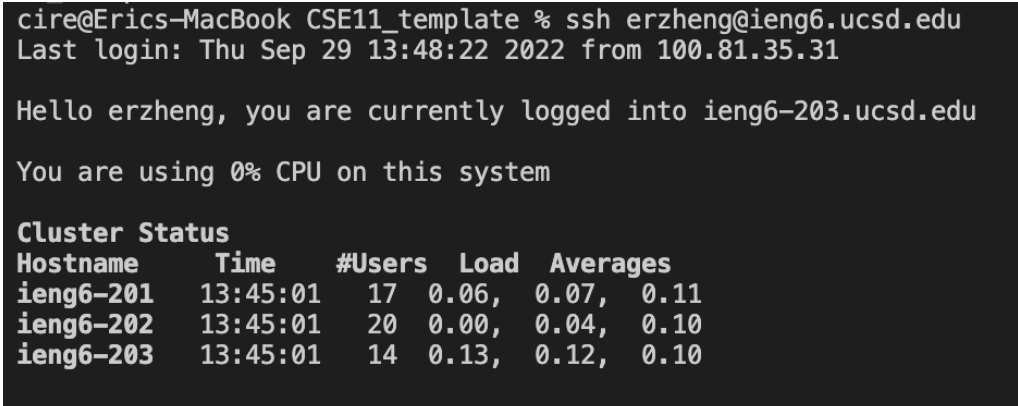 cire@Erics-MacBook CSE11_template % ssh erzheng@ieng6.ucsd.edu
Last login: Thu Sep 29 13:48:22 2022 from 100.81.35.31
Hello erzheng, you are currently logged into ieng6-203.ucsd.edu
You are using 0% CPU on this system
Cluster Status
Hostname     Time    #Users  Load  Averages
ieng6-201   13:45:01   17  0.06,  0.07,  0.11
ieng6-202   13:45:01   20  0.00,  0.04,  0.10
ieng6-203   13:45:01   14  0.13,  0.12,  0.10